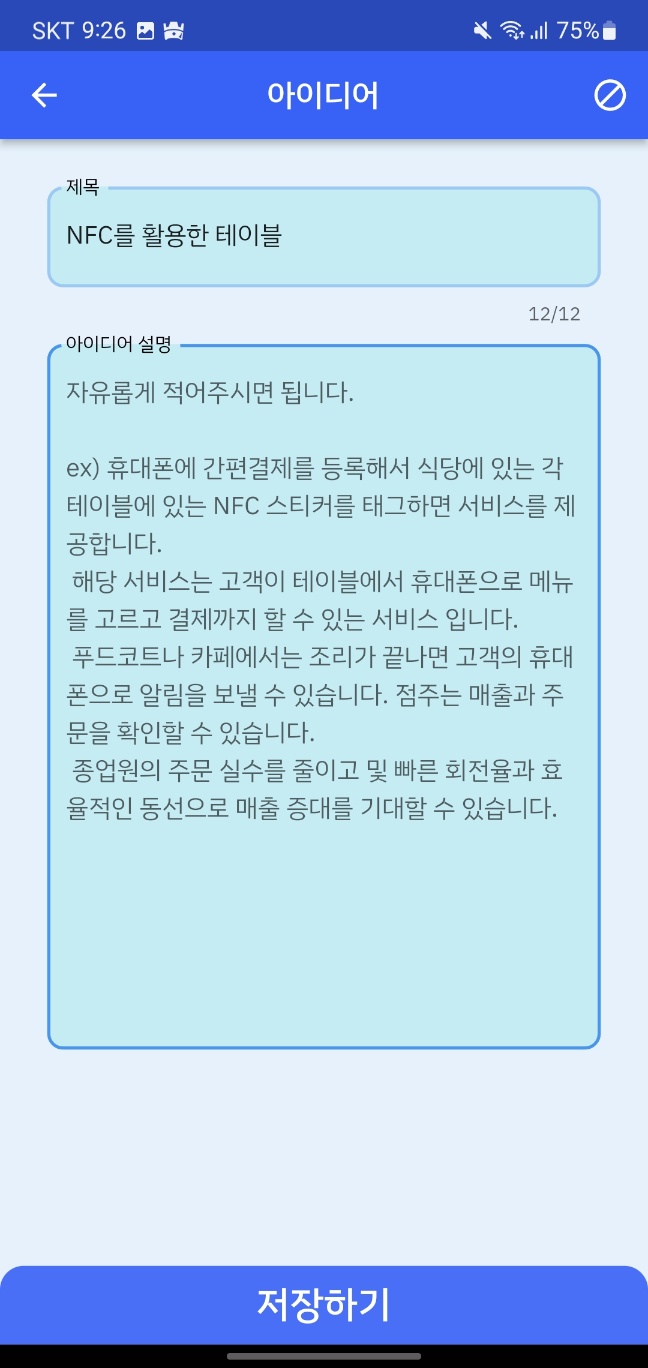 SKT 9:26 75%
아이디어
제목
NFC를 활용한 테이블
12/12
아이디어 설명
자유롭게 적어주시면 됩니다.
ex) 휴대폰에 간편결제를 등록해서 식당에 있는 각
테이블에 있는 NFC 스티커를 태그하면 서비스를 제
공합니다.
해당 서비스는 고객이 테이블에서 휴대폰으로 메뉴
를 고르고 결제까지 할 수 있는 서비스 입니다.
푸드코트나 카페에서는 조리가 끝나면 고객의 휴대
폰으로 알림을 보낼 수 있습니다. 점주는 매출과 주
문을 확인할 수 있습니다.
종업원의 주문 실수를 줄이고 및 빠른 회전율과 효
율적인 동선으로 매출 증대를 기대할 수 있습니다.
저장하기